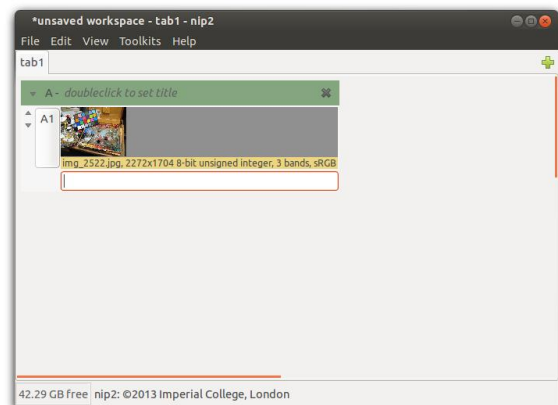 *unsaved workspace - tab1 - nip2
File Edit View Toolkits Help
tab1
A - doubleclick to set title
A1
img_2522.jpg, 2272x1704 8-bit unsigned integer, 3 bands, sRGB
42.29 GB free nip2: ©2013 Imperial College, London